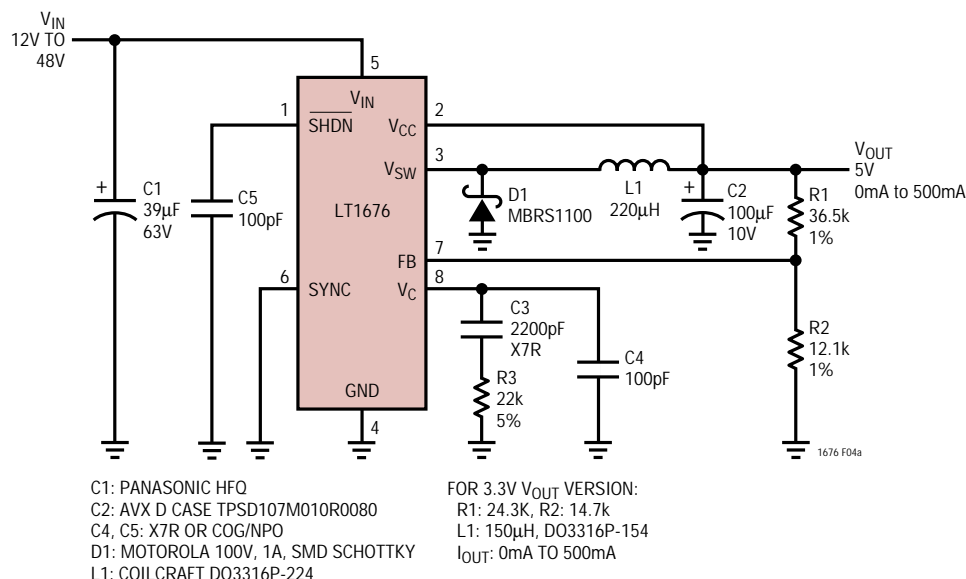 VIN
12V TO
48V
5
VIN
1
SHDN
VCC
2
VSW
3
LT1676
FB
7
6
SYNC
VC
8
GND
4
+
C1
39µF
63V
C5
100pF
D1
MBRS1100
L1
220µH
+
C2
100µF
10V
VOUT
5V
0mA to 500mA
R1
36.5k
1%
R2
12.1k
1%
C3
2200pF
X7R
R3
22k
5%
C4
100pF
1676 F04a
C1: PANASONIC HFQ
C2: AVX D CASE TPSD107M010R0080
C4, C5: X7R OR COG/NPO
D1: MOTOROLA 100V, 1A, SMD SCHOTTKY
L1: COILCRAFT DO3316P-224
FOR 3.3V VOUT VERSION:
R1: 24.3K, R2: 14.7k
L1: 150µH, DO3316P-154
IOUT: 0mA TO 500mA